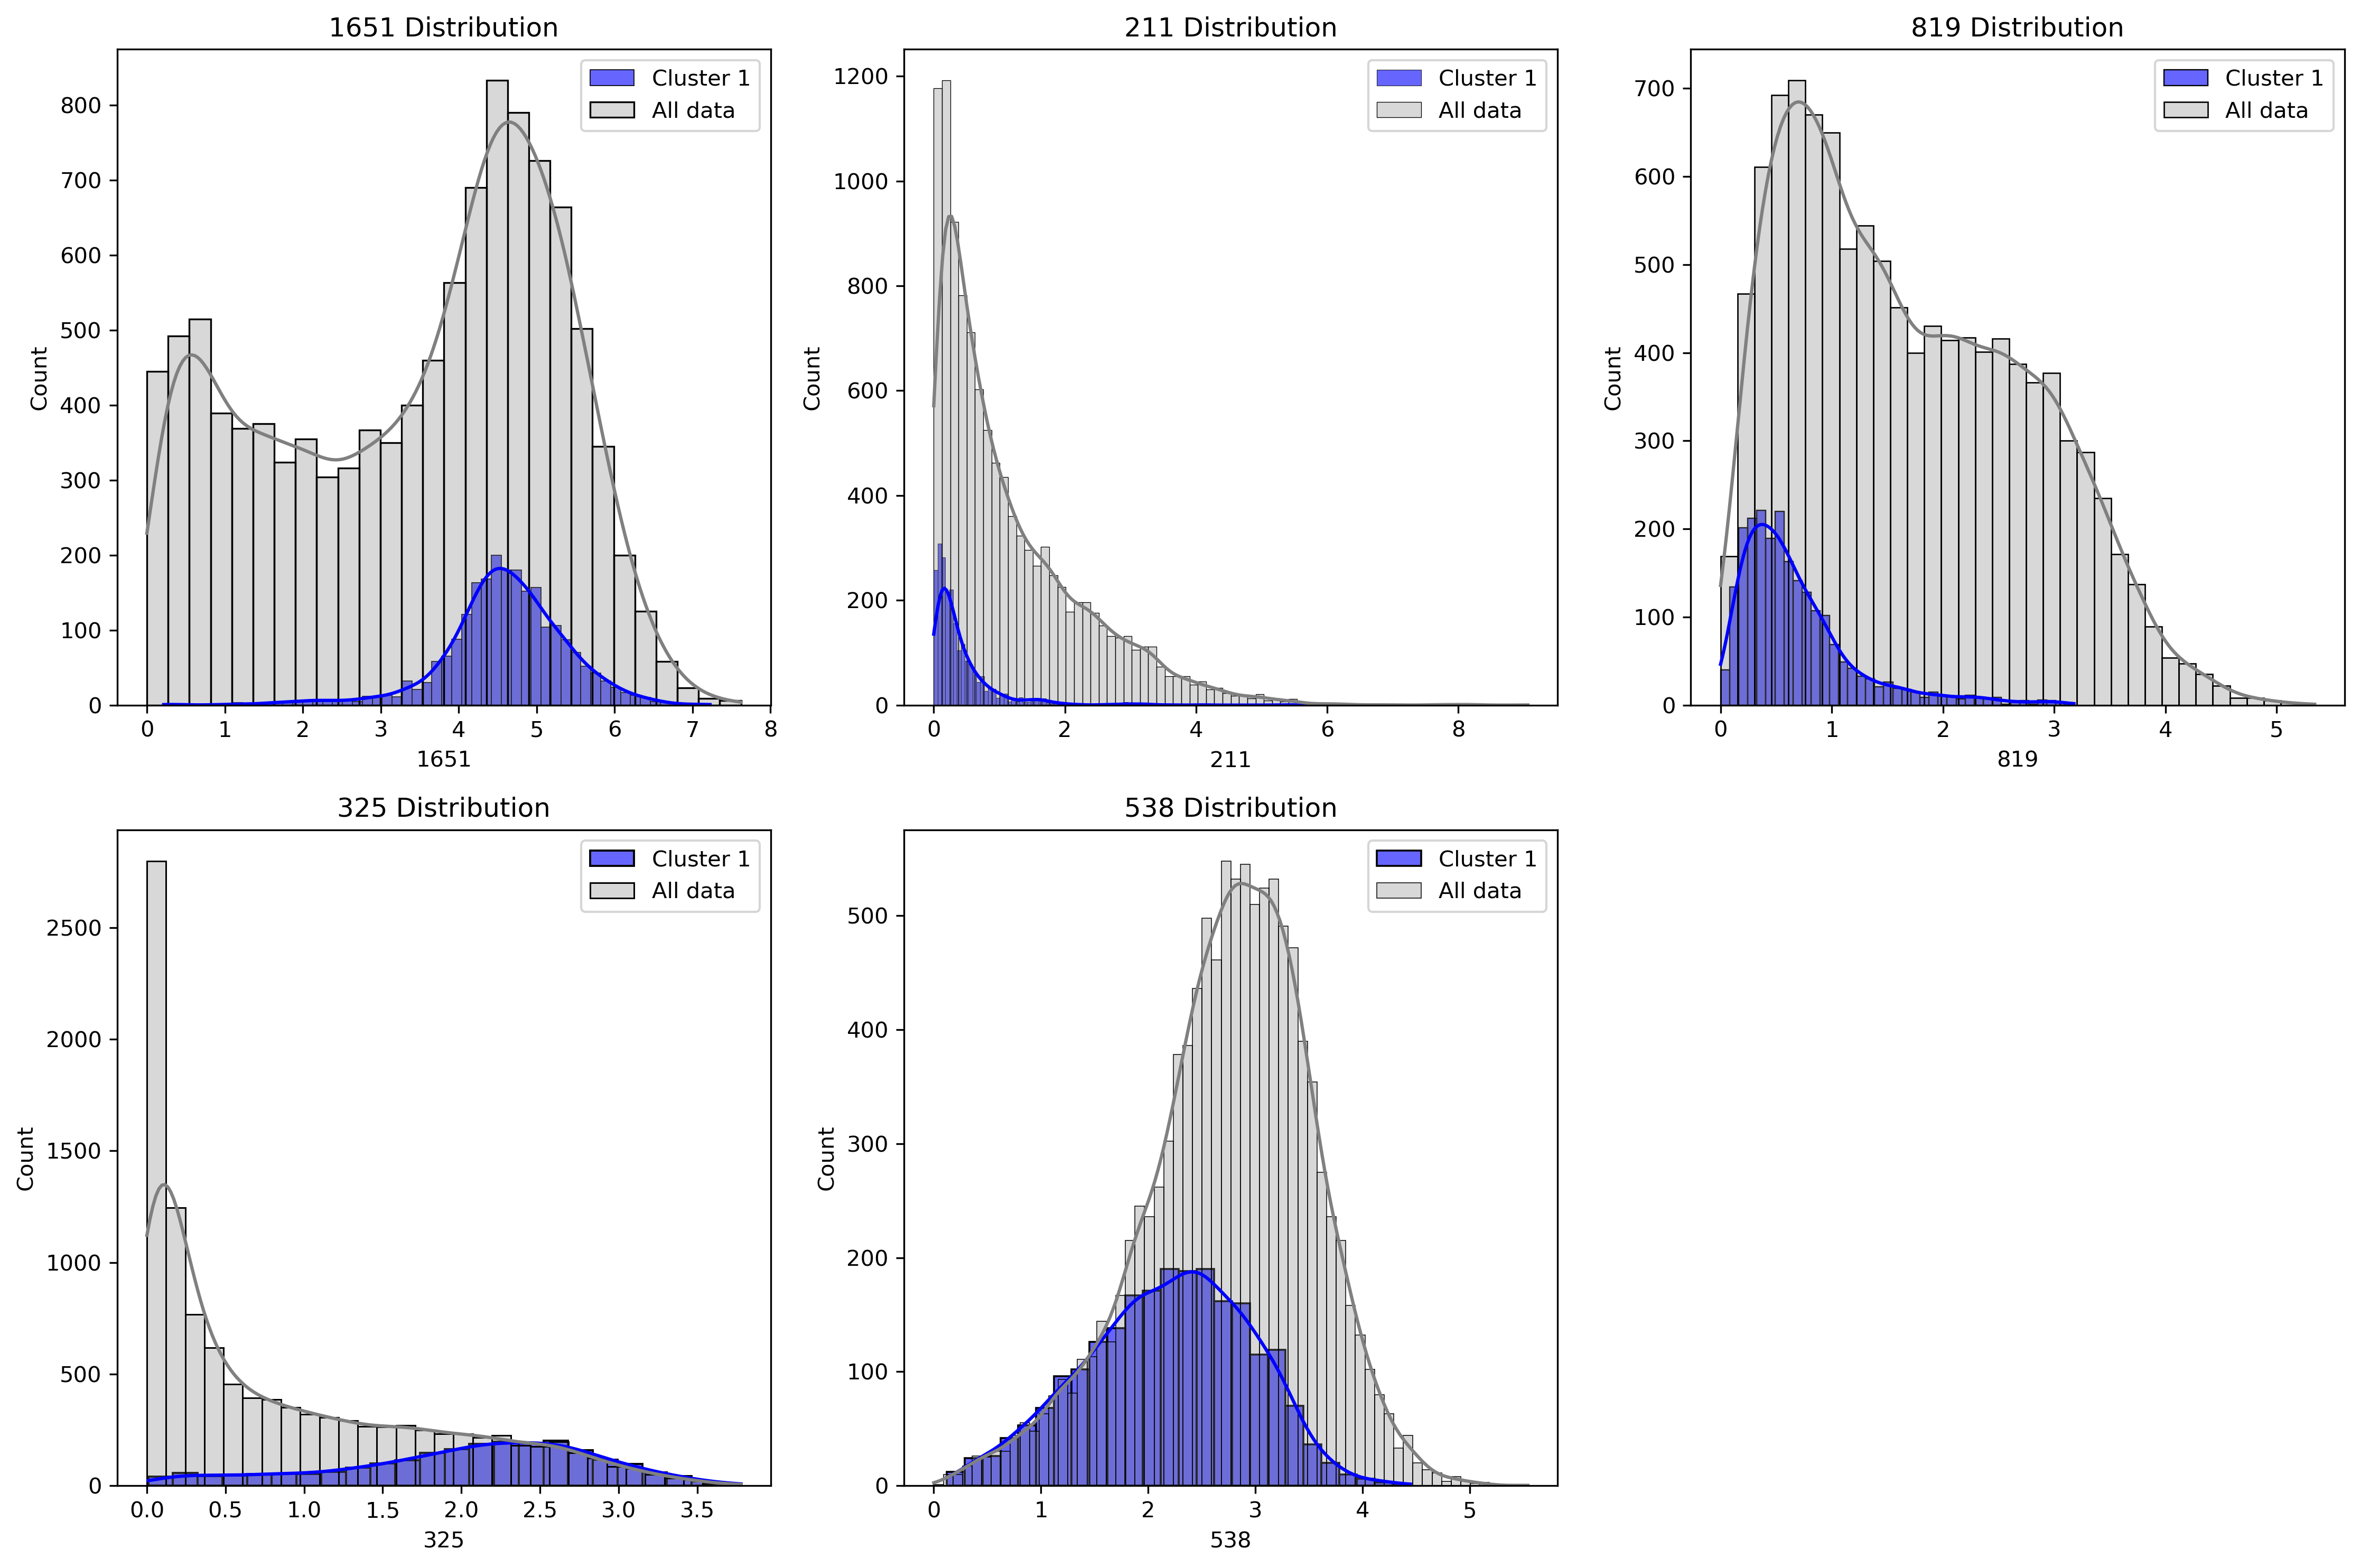 1651 Distribution
Count
800
700
600
500
400
300
200
100
0
Cluster 1
All data
0 1 2 3 4 5 6 7 8
1651
211 Distribution
Count
1200
1000
800
600
400
200
0
Cluster 1
All data
0 2 4 6 8
211
819 Distribution
Count
700
600
500
400
300
200
100
0
Cluster 1
All data
0 1 2 3 4 5
819
325 Distribution
Count
2500
2000
1500
1000
500
0
Cluster 1
All data
0.0 0.5 1.0 1.5 2.0 2.5 3.0 3.5
325
538 Distribution
Count
500
400
300
200
100
0
Cluster 1
All data
0 1 2 3 4 5
538